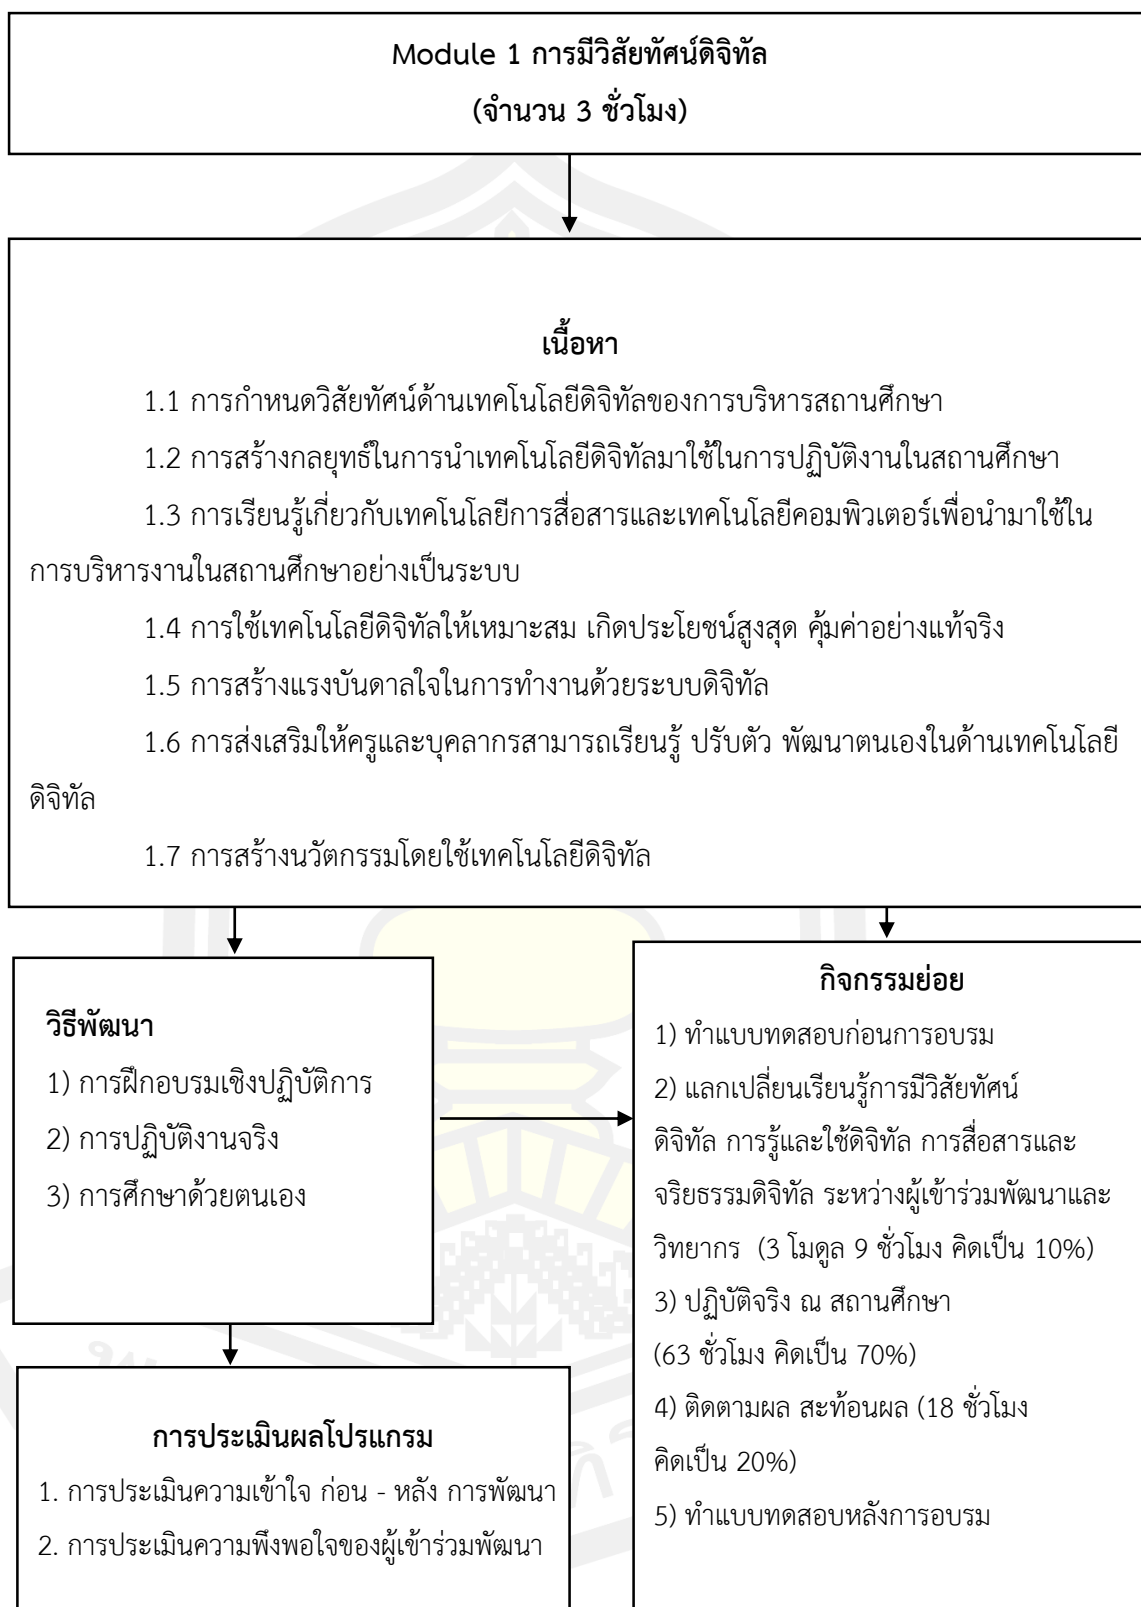 Module 1 การมีวิสัยทัศน์ดิจิทัล
(จำนวน 3 ชั่วโมง)
เนื้อหา
1.1 การกำหนดวิสัยทัศน์ด้านเทคโนโลยีดิจิทัลของการบริหารสถานศึกษา
1.2 การสร้างกลยุทธ์ในการนำเทคโนโลยีดิจิทัลมาใช้ในการปฏิบัติงานในสถานศึกษา
1.3 การเรียนรู้เกี่ยวกับเทคโนโลยีการสื่อสารและเทคโนโลยีคอมพิวเตอร์เพื่อนำมาใช้ใน
การบริหารงานในสถานศึกษาอย่างเป็นระบบ
1.4 การใช้เทคโนโลยีดิจิทัลให้เหมาะสม เกิดประโยชน์สูงสุด คุ้มค่าอย่างแท้จริง
1.5 การสร้างแรงบันดาลใจในการทำงานด้วยระบบดิจิทัล
1.6 การส่งเสริมให้ครูและบุคลากรสามารถเรียนรู้ ปรับตัว พัฒนาตนเองในด้านเทคโนโลยี
ดิจิทัล
1.7 การสร้างนวัตกรรมโดยใช้เทคโนโลยีดิจิทัล
วิธีพัฒนา
1) การฝึกอบรมเชิงปฏิบัติการ
2) การปฏิบัติงานจริง
3) การศึกษาด้วยตนเอง
กิจกรรมย่อย
1) ทำแบบทดสอบก่อนการอบรม
2) แลกเปลี่ยนเรียนรู้การมีวิสัยทัศน์
ดิจิทัล การรู้และใช้ดิจิทัล การสื่อสารและ
จริยธรรมดิจิทัล ระหว่างผู้เข้าร่วมพัฒนาและ
วิทยากร (3 โมดูล 9 ชั่วโมง คิดเป็น 10%)
3) ปฏิบัติจริง ณ สถานศึกษา
(63 ชั่วโมง คิดเป็น 70%)
4) ติดตามผล สะท้อนผล (18 ชั่วโมง
คิดเป็น 20%)
5) ทำแบบทดสอบหลังการอบรม
การประเมินผลโปรแกรม
1. การประเมินความเข้าใจ ก่อน - หลัง การพัฒนา
2. การประเมินความพึงพอใจของผู้เข้าร่วมพัฒนา